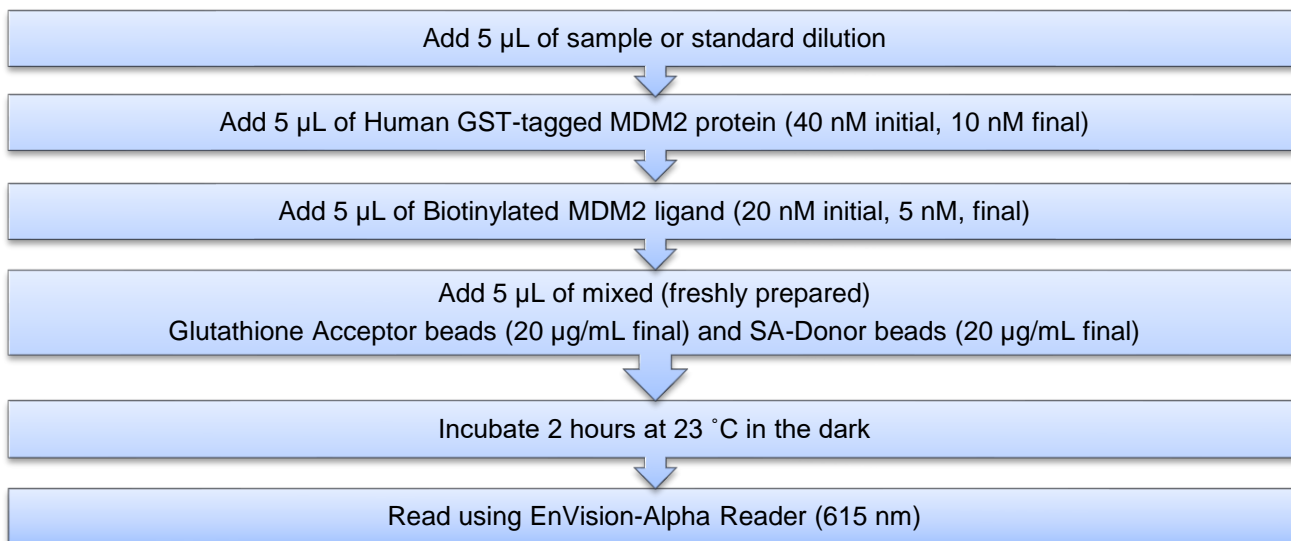 Add 5 µL of sample or standard dilution
Add 5 µL of Human GST-tagged MDM2 protein (40 nM initial, 10 nM final)
Add 5 µL of Biotinylated MDM2 ligand (20 nM initial, 5 nM, final)
Add 5 µL of mixed (freshly prepared)
Glutathione Acceptor beads (20 µg/mL final) and SA-Donor beads (20 µg/mL final)
Incubate 2 hours at 23 ˚C in the dark
Read using EnVision-Alpha Reader (615 nm)